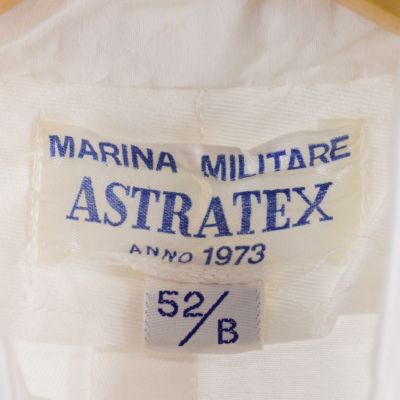 MARINA MILITARE
ASTRATEX
ANNO 1973
52/B